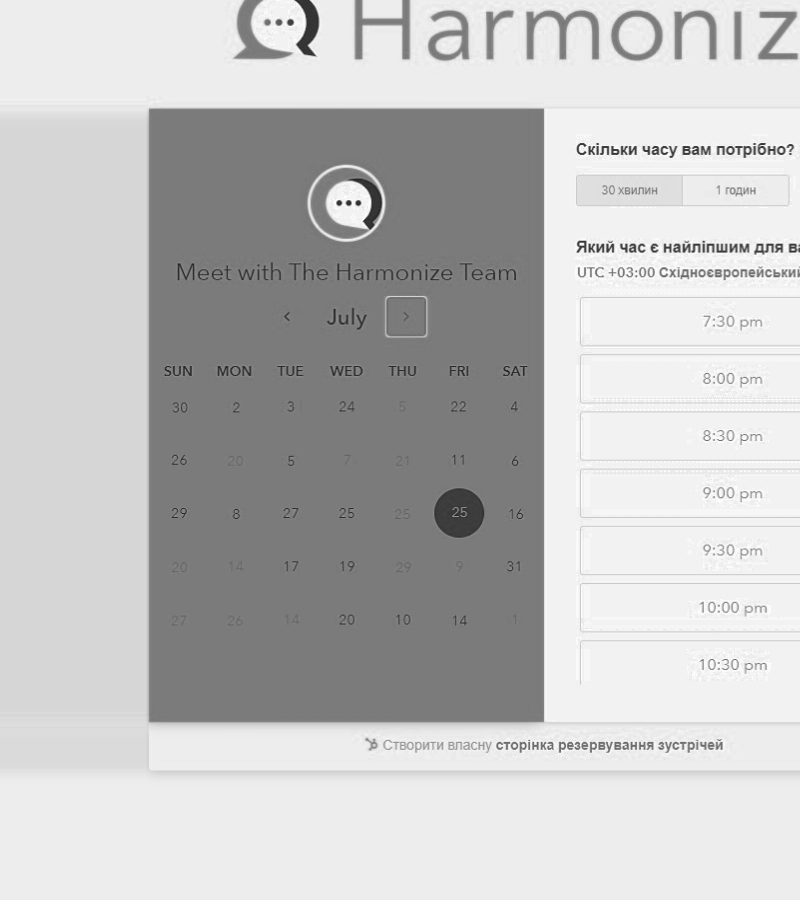 Harmoniz
Meet with The Harmonize Team
July
SUN MON TUE WED THU FRI SAT
30 2 3 24 5 22 4
26 20 5 7 21 11 6
29 8 27 25 25 25 16
20 14 17 19 29 9 31
27 26 14 20 10 14 1
Скільки часу вам потрібно?
30 хвилин 1 годин
Який час є найліпшим для ва
UTC +03:00 Східноєвропейський
7:30 pm
8:00 pm
8:30 pm
9:00 pm
9:30 pm
10:00 pm
10:30 pm
Створити власну сторінка резервування зустрічей